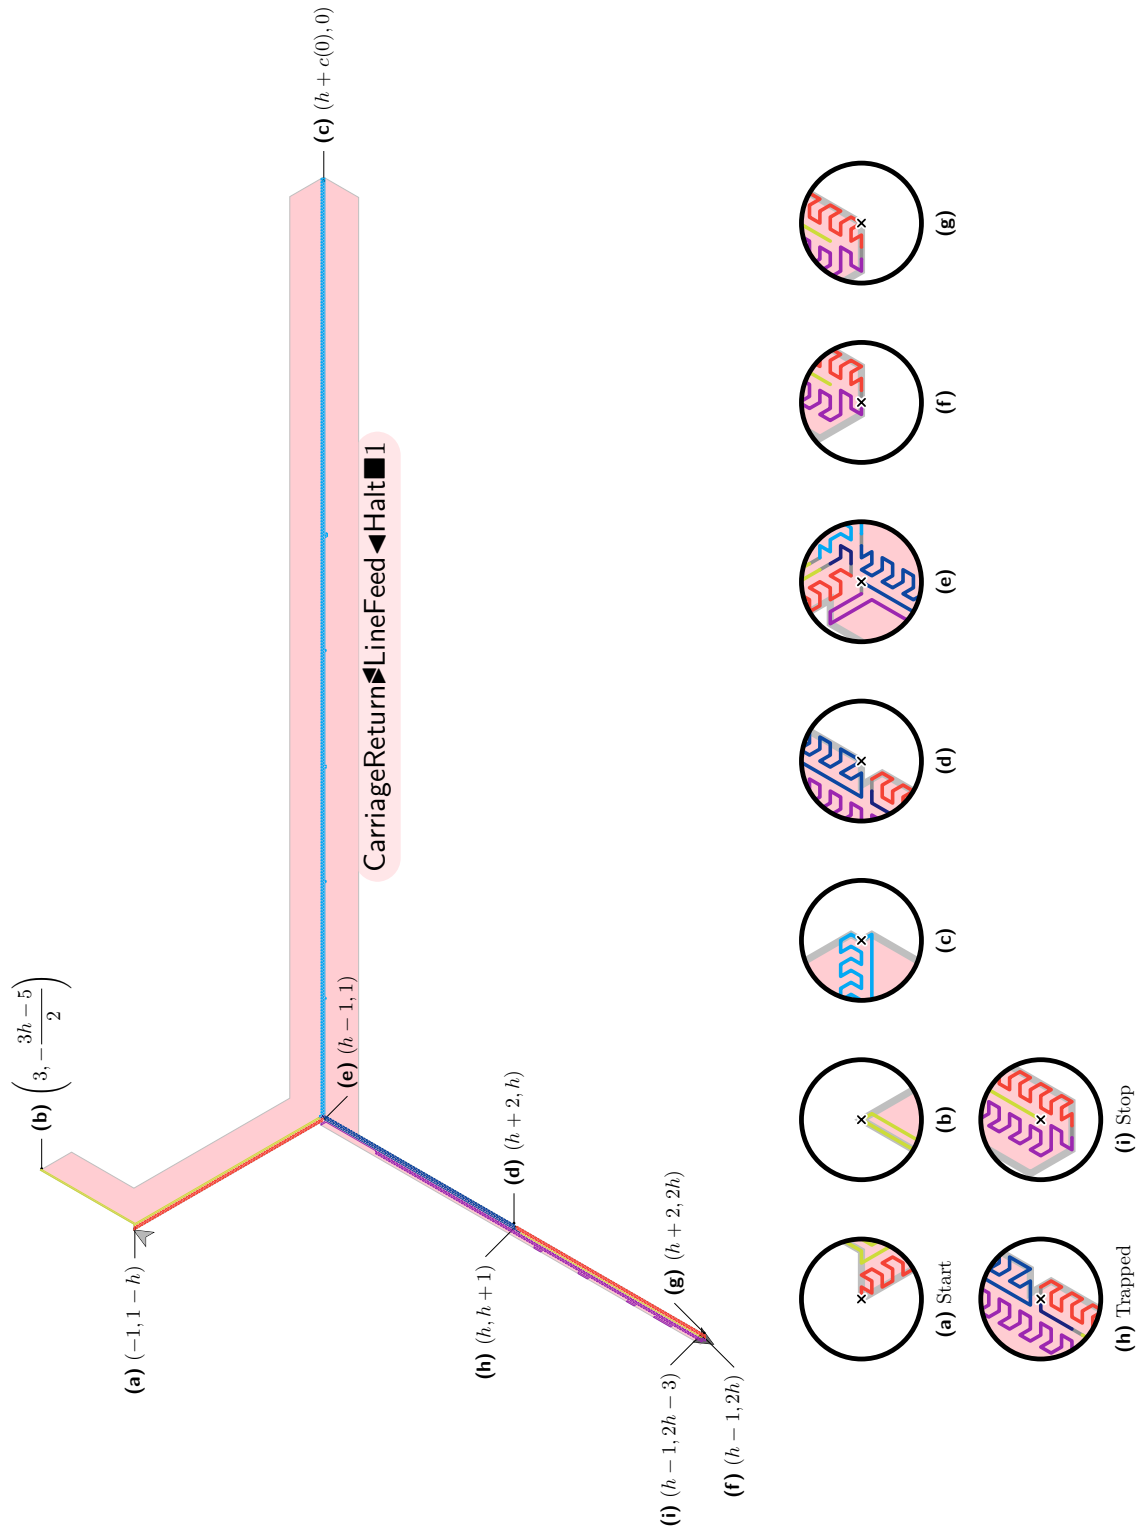 (b) (3, −(3h − 5)/2)
(c) (h + c(0), 0)
(a) (−1, 1 − h)
(e) (h − 1, 1)
CarriageReturn▶◀LineFeed◀Halt■1
(d) (h + 2, h)
(h) (h, h + 1)
(g) (h + 2, 2h)
(i) (h − 1, 2h − 3)
(f) (h − 1, 2h)
(a) Start
(b)
(c)
(d)
(e)
(f)
(g)
(h) Trapped
(i) Stop